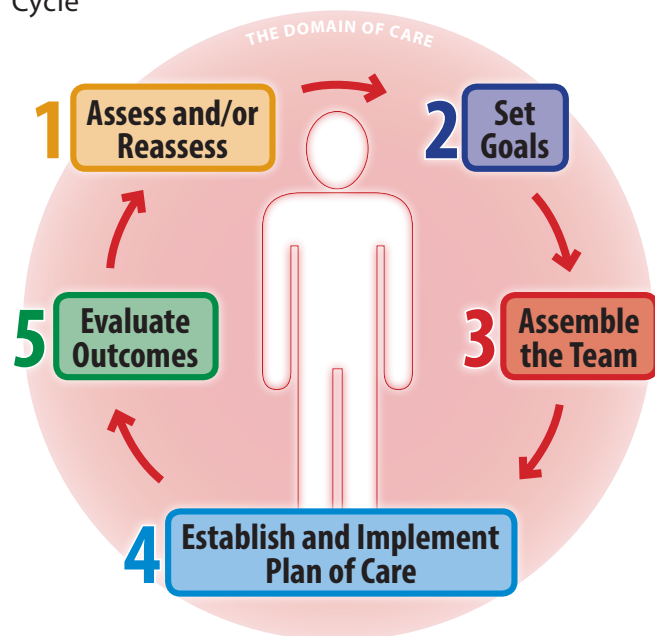 Cycle
THE DOMAIN OF CARE
1 Assess and/or
Reassess
2 Set
Goals
3 Assemble
the Team
4 Establish and Implement
Plan of Care
5 Evaluate
Outcomes